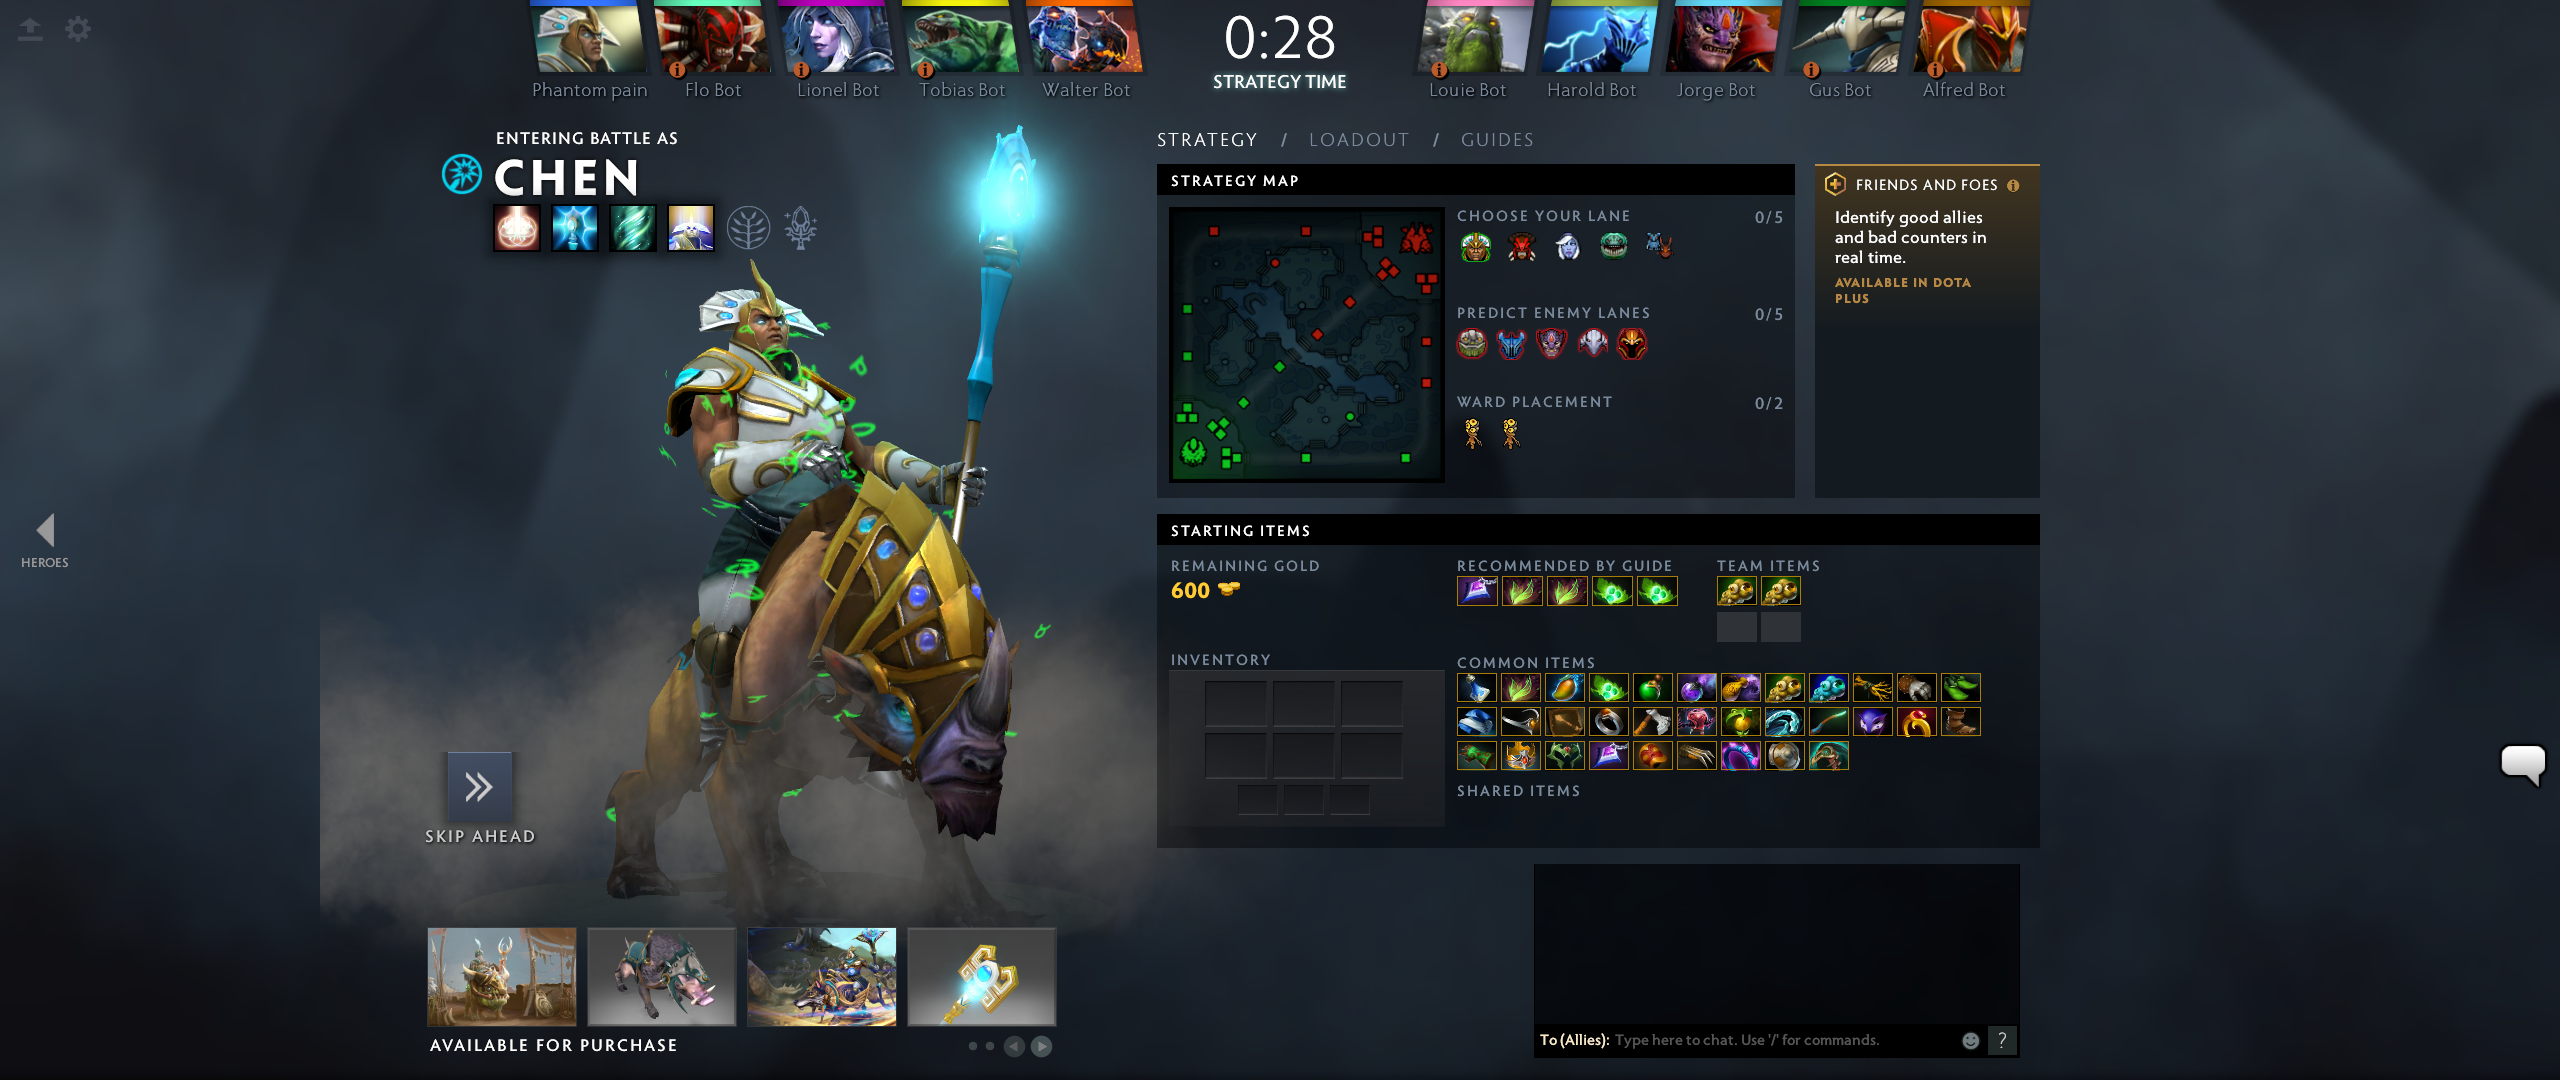 0:28
STRATEGY TIME
Phantom pain
Flo Bot
Lionel Bot
Tobias Bot
Walter Bot
Louie Bot
Harold Bot
Jorge Bot
Gus Bot
Alfred Bot
ENTERING BATTLE AS
CHEN
STRATEGY / LOADOUT / GUIDES
STRATEGY MAP
CHOOSE YOUR LANE 0/5
PREDICT ENEMY LANES 0/5
WARD PLACEMENT 0/2
FRIENDS AND FOES
Identify good allies
and bad counters in
real time.
AVAILABLE IN DOTA
PLUS
HEROES
STARTING ITEMS
REMAINING GOLD
600
RECOMMENDED BY GUIDE
TEAM ITEMS
INVENTORY
COMMON ITEMS
SHARED ITEMS
SKIP AHEAD
AVAILABLE FOR PURCHASE
To (Allies): Type here to chat. Use '/' for commands.
?